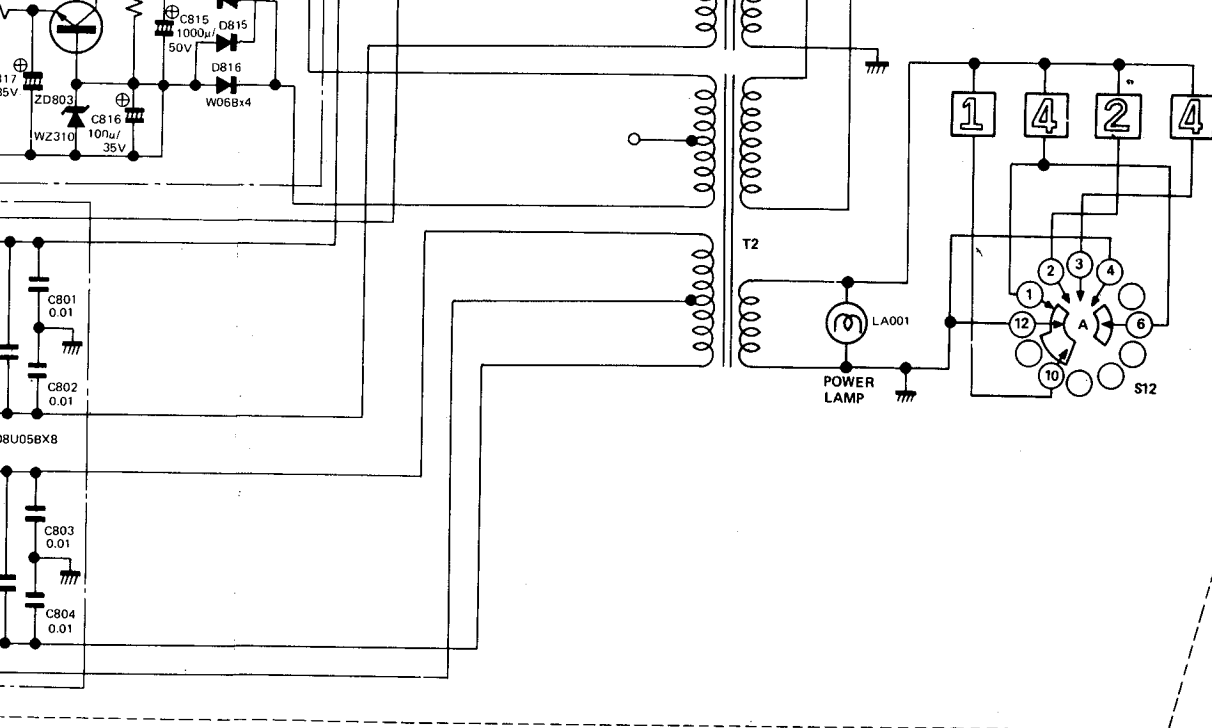 C815
1000µ/
50V
D815
D816
W06Bx4
817
35V
ZD803
WZ310
C816
100u/
35V
1
4
2
4
T2
2
3
4
1
12
A
6
10
S12
LA001
POWER
LAMP
C801
0.01
C802
0.01
08U05BX8
C803
0.01
C804
0.01